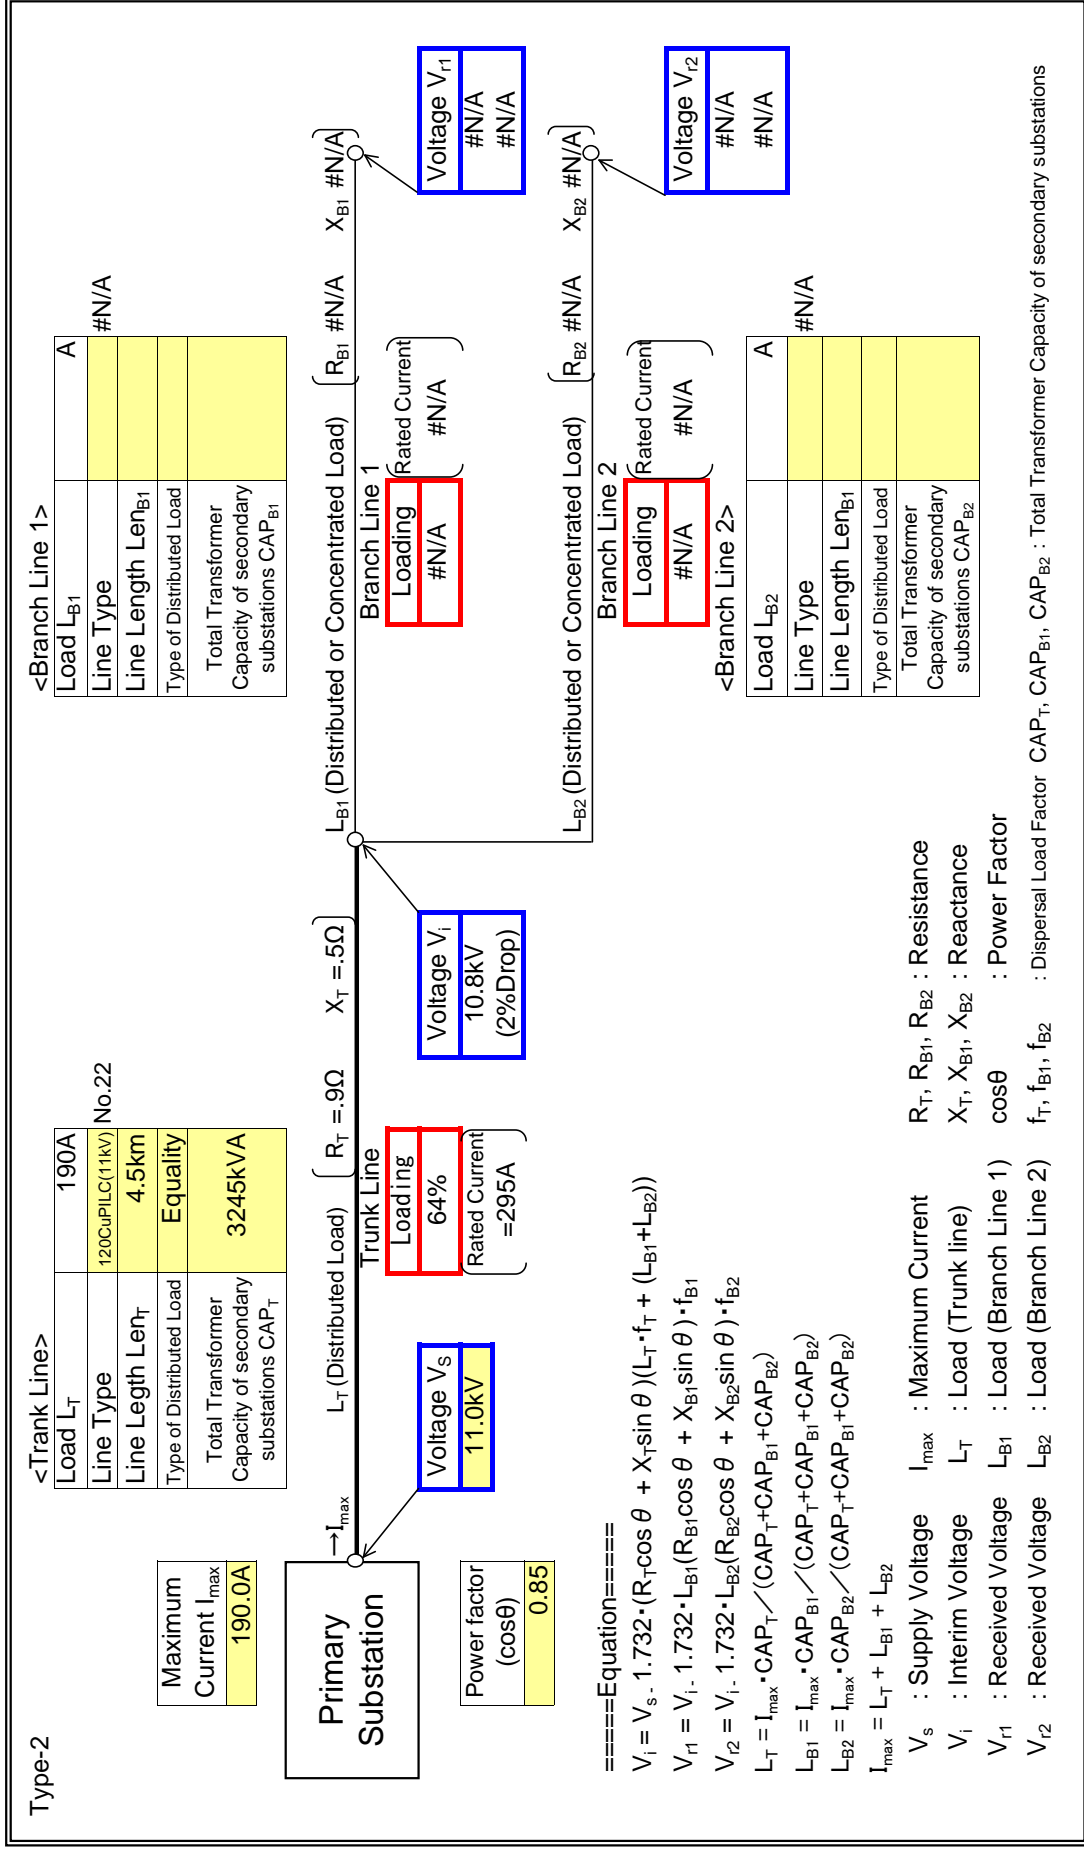 Type-2
Maximum
Current Imax
190.0A
Primary
Substation
→Imax
Power factor
(cosθ)
0.85
<Trank Line>
Load LT 190A
Line Type 120CuPILC(11kV) No.22
Line Legth LenT 4.5km
Type of Distributed Load Equality
Total Transformer
Capacity of secondary
substations CAPT
3245kVA
LT (Distributed Load)
RT =.9Ω XT =.5Ω
Trunk Line
Loading
64%
Rated Current
=295A
Voltage VS
11.0kV
Voltage Vi
10.8kV
(2%Drop)
<Branch Line 1>
Load LB1 A
Line Type #N/A
Line Length LenB1
Type of Distributed Load
Total Transformer
Capacity of secondary
substations CAPB1
LB1 (Distributed or Concentrated Load)
RB1 #N/A XB1 #N/A
Branch Line 1
Loading
#N/A
Rated Current
#N/A
Voltage Vr1
#N/A
#N/A
LB2 (Distributed or Concentrated Load)
RB2 #N/A XB2 #N/A
Branch Line 2
Loading
#N/A
Rated Current
#N/A
Voltage Vr2
#N/A
#N/A
<Branch Line 2>
Load LB2 A
Line Type #N/A
Line Length LenB1
Type of Distributed Load
Total Transformer
Capacity of secondary
substations CAPB2
=====Equation=====
Vi = Vs - 1.732・(RTcos θ + XTsin θ)(LT・fT + (LB1+LB2))
Vr1 = Vi - 1.732・LB1(RB1cos θ + XB1sin θ)・fB1
Vr2 = Vi - 1.732・LB2(RB2cos θ + XB2sin θ)・fB2
LT = Imax・CAPT／(CAPT+CAPB1+CAPB2)
LB1 = Imax・CAPB1／(CAPT+CAPB1+CAPB2)
LB2 = Imax・CAPB2／(CAPT+CAPB1+CAPB2)
Imax = LT + LB1 + LB2
Vs : Supply Voltage Imax : Maximum Current RT, RB1, RB2 : Resistance
Vi : Interim Voltage LT : Load (Trunk line) XT, XB1, XB2 : Reactance
Vr1 : Received Voltage LB1 : Load (Branch Line 1) cosθ : Power Factor
Vr2 : Received Voltage LB2 : Load (Branch Line 2) fT, fB1, fB2 : Dispersal Load Factor CAPT, CAPB1, CAPB2 : Total Transformer Capacity of secondary substations